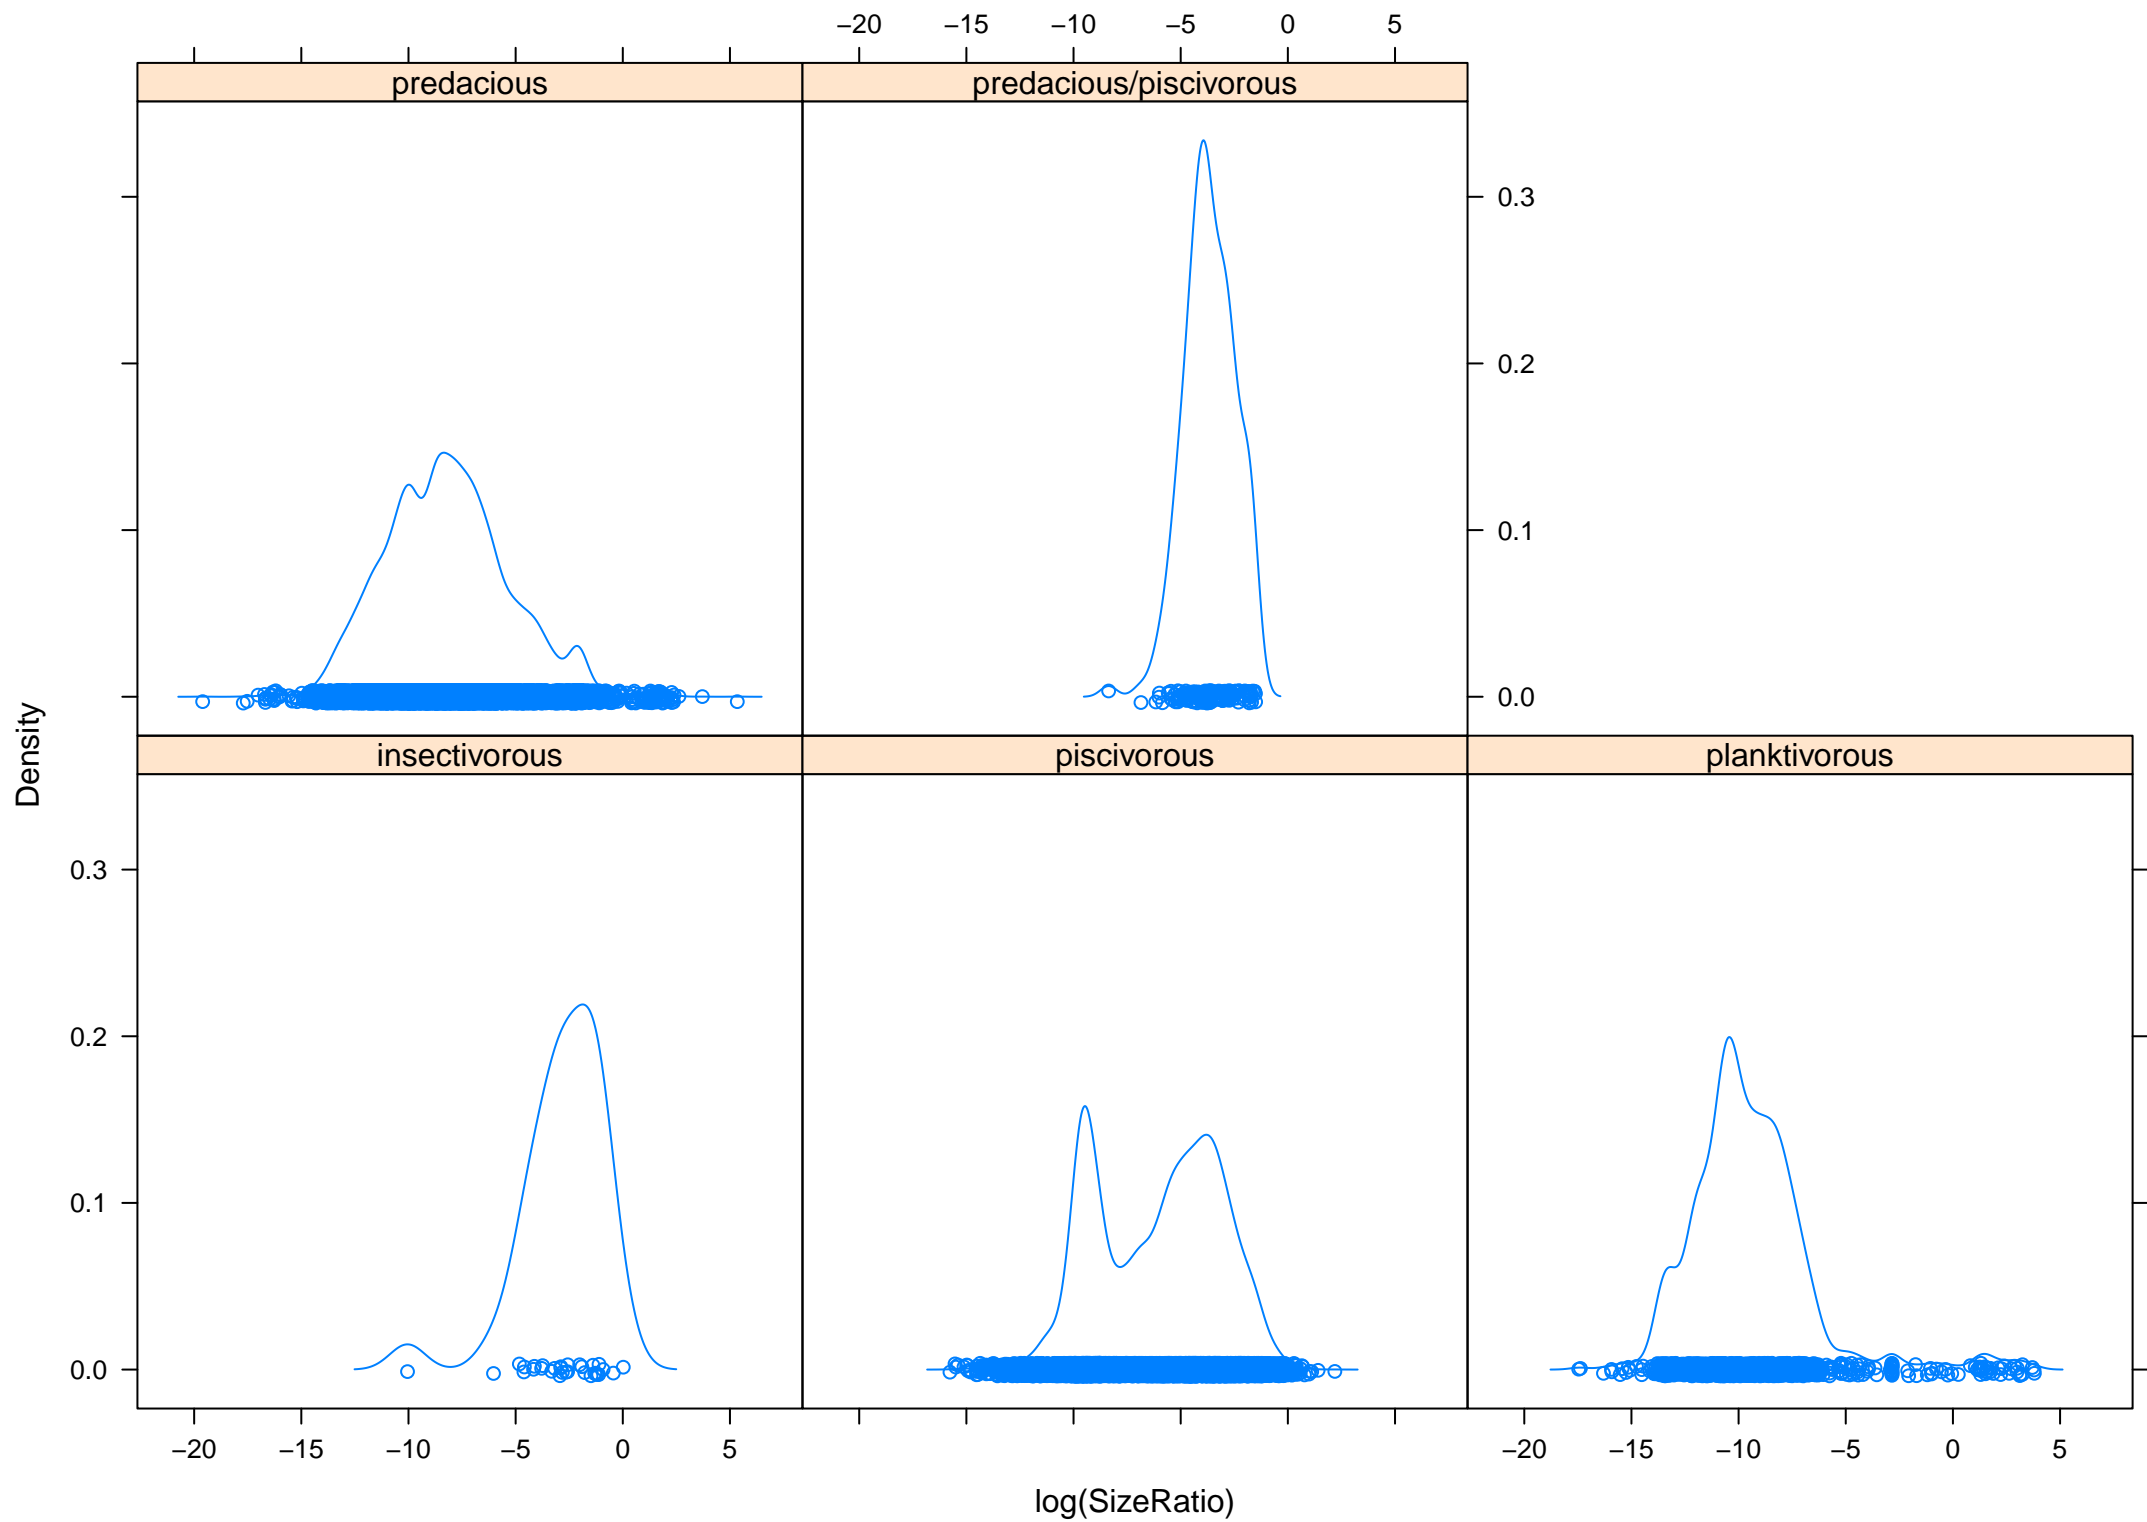 −20 −15 −10 −5 0 5
predacious predacious/piscivorous
0.3
0.2
0.1
0.0
Density
insectivorous piscivorous planktivorous
0.3
0.2
0.1
0.0
−20 −15 −10 −5 0 5 −20 −15 −10 −5 0 5
log(SizeRatio)